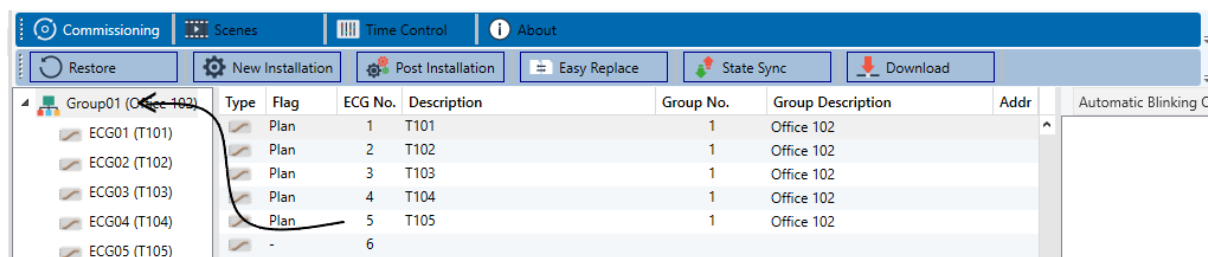 Commissioning Scenes Time Control About
Restore New Installation Post Installation Easy Replace State Sync Download
Group01 (Office 102) Type Flag ECG No. Description Group No. Group Description Addr Automatic Blinking C
ECG01 (T101) Plan 1 T101 1 Office 102
ECG02 (T102) Plan 2 T102 1 Office 102
ECG03 (T103) Plan 3 T103 1 Office 102
ECG04 (T104) Plan 4 T104 1 Office 102
Plan 5 T105 1 Office 102
ECG05 (T105) - 6